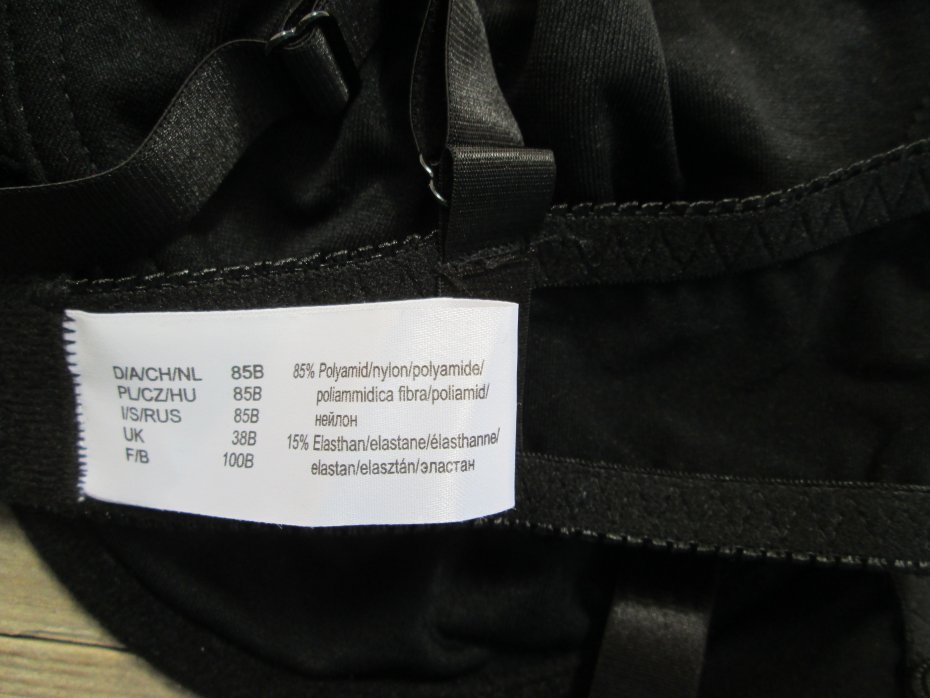 D/A/CH/NL 85B
PL/CZ/HU 85B
I/S/RUS 85B
UK 38B
F/B 100B
85% Polyamid/nylon/polyamide/
poliammidica fibra/poliamid/
нейлон
15% Elasthan/elastane/élasthanne/
elastan/elasztán/эластан